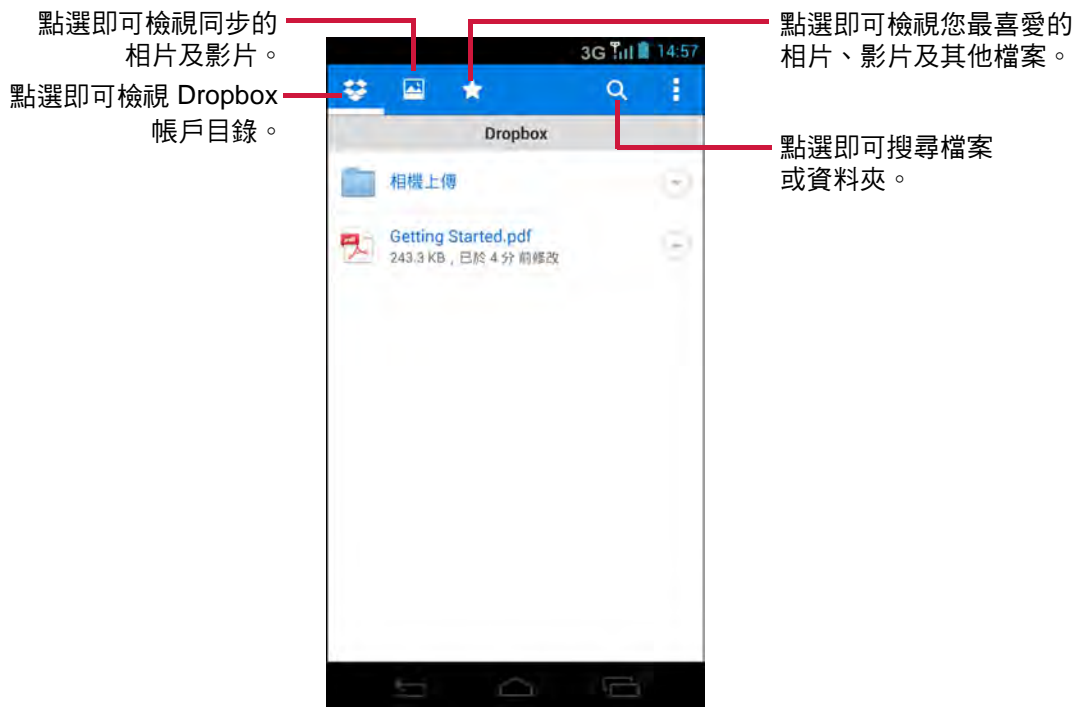 點選即可檢視同步的
相片及影片。
點選即可檢視 Dropbox
帳戶目錄。
點選即可檢視您最喜愛的
相片、影片及其他檔案。
點選即可搜尋檔案
或資料夾。
3G 14:57
Dropbox
相機上傳
Getting Started.pdf
243.3 KB，已於 4 分 前修改